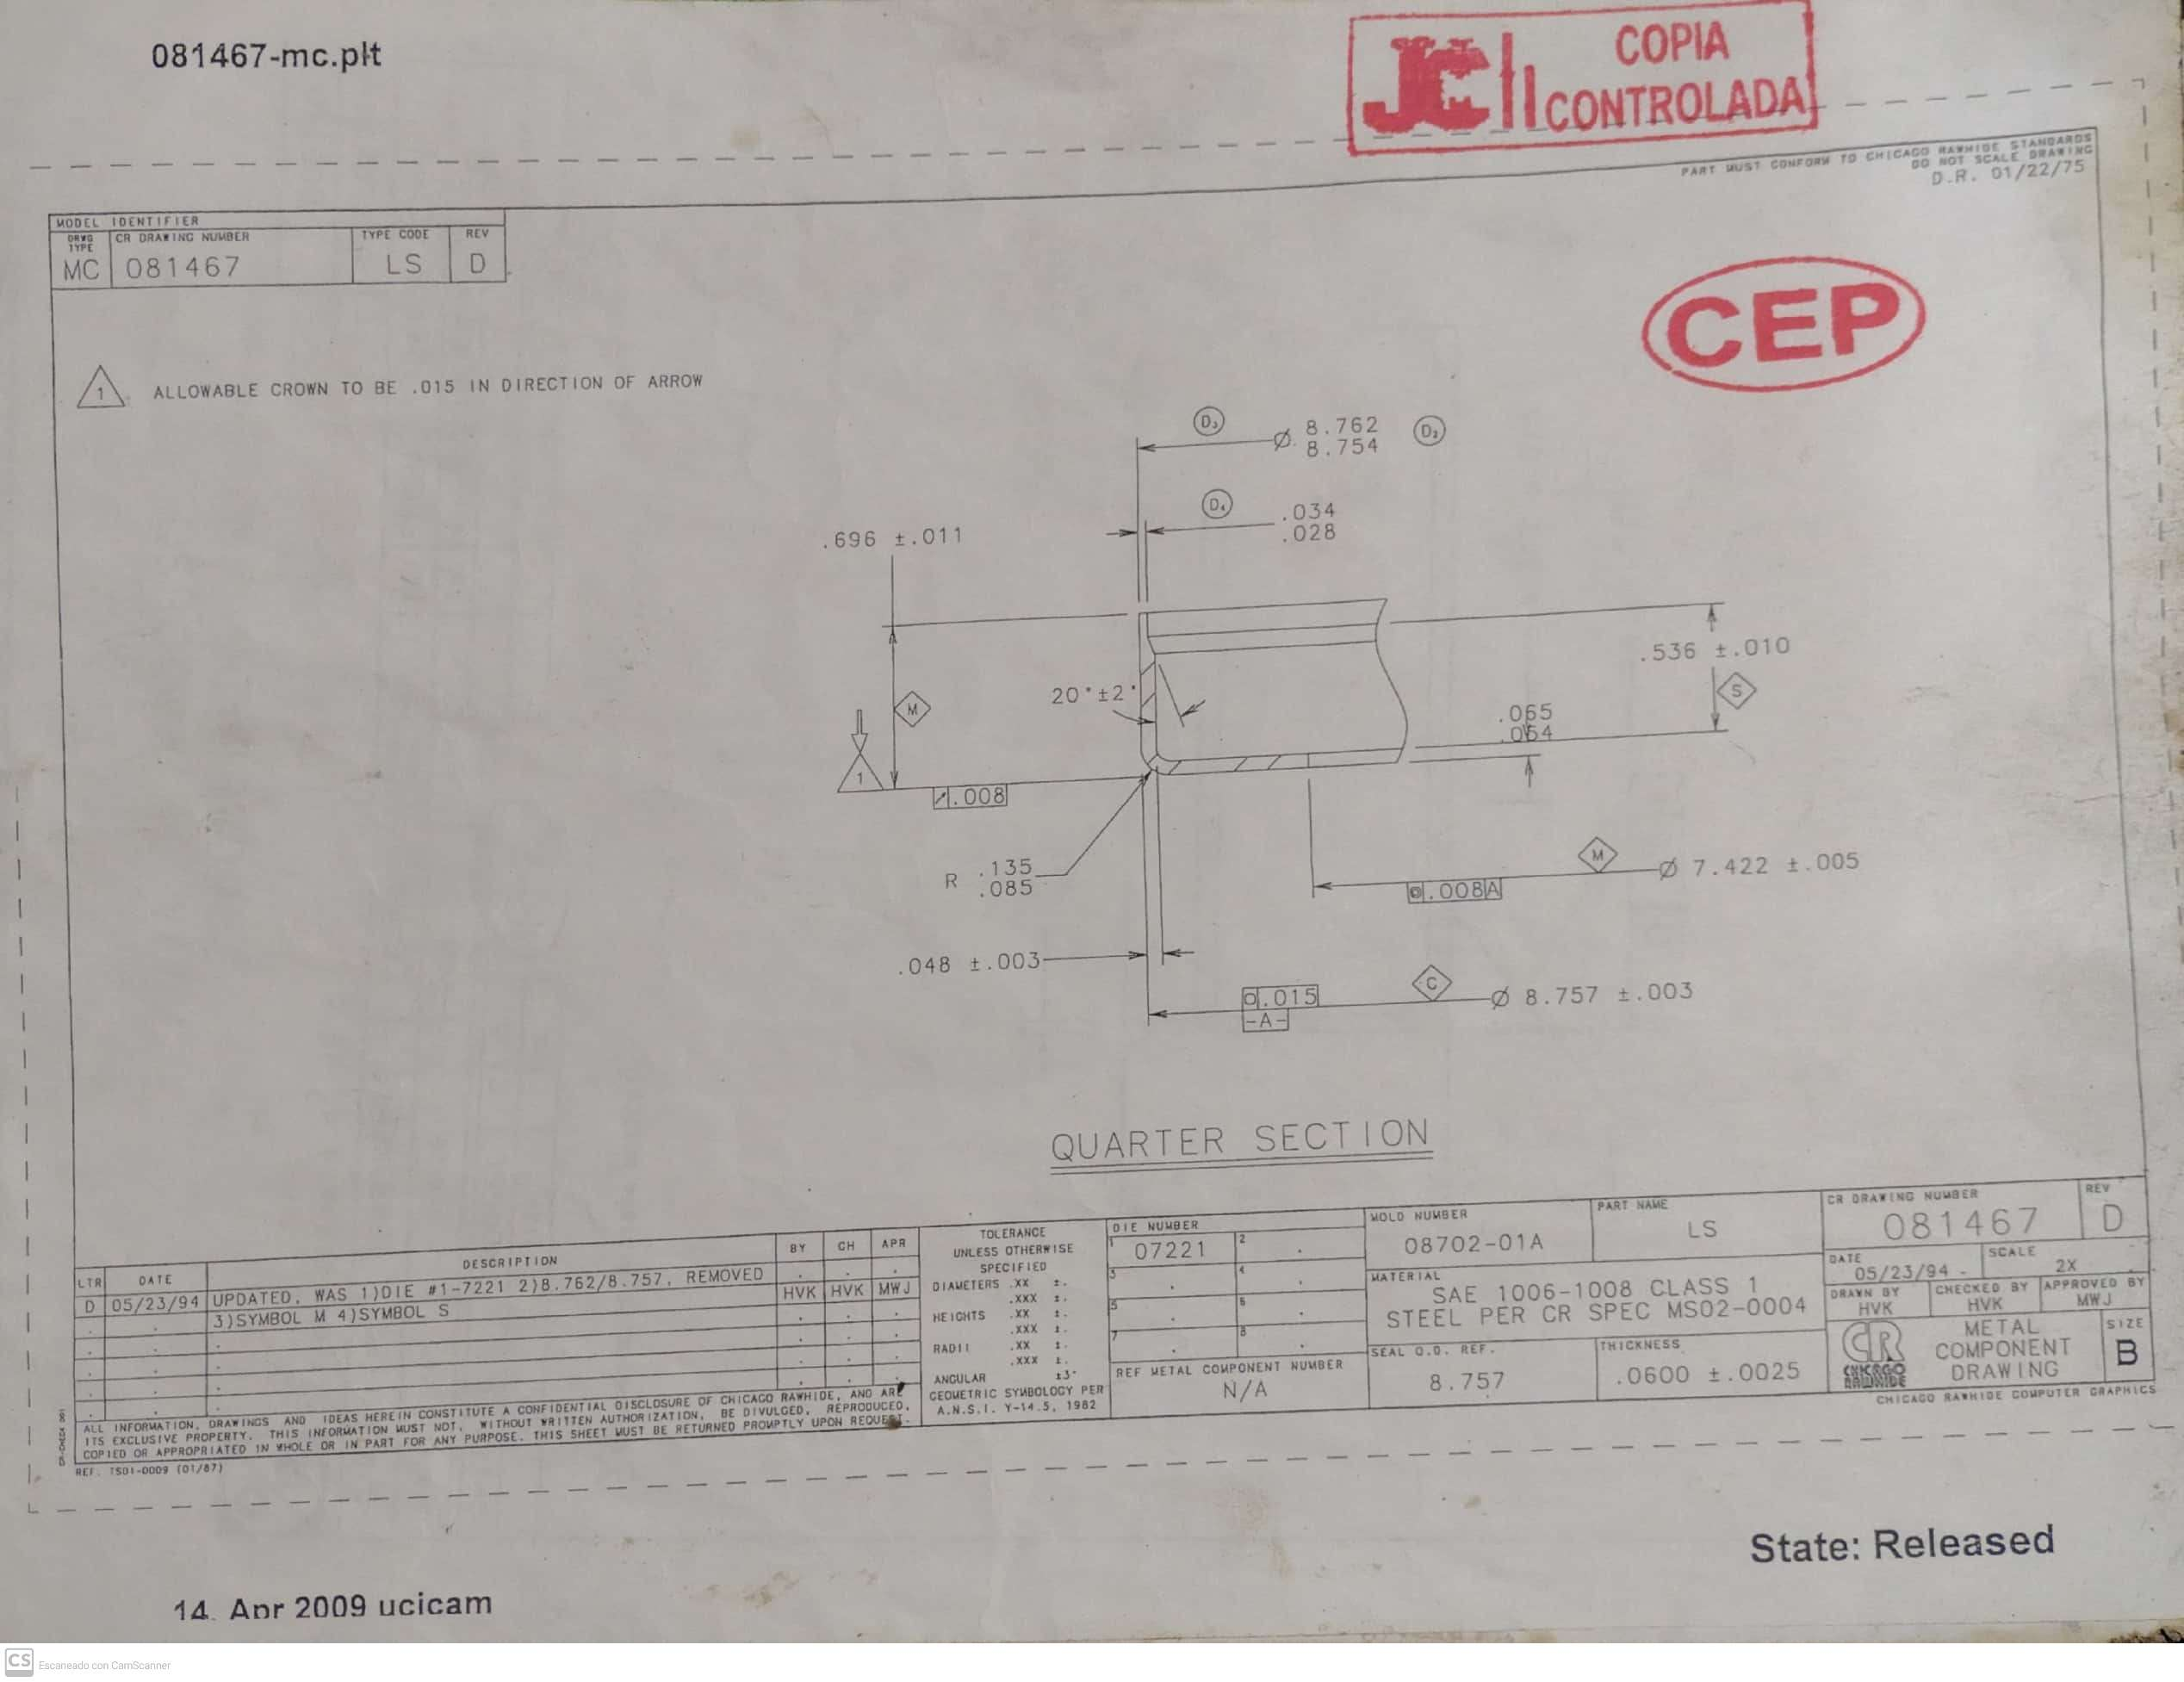 081467-mc.plt
JC
COPIA
CONTROLADA
PART MUST CONFORM TO CHICAGO RAWHIDE STANDARDS
DO NOT SCALE DRAWING
D.R. 01/22/75
MODEL IDENTIFIER
DRWG TYPE
CR DRAWING NUMBER
TYPE CODE
REV
MC
081467
LS
D
CEP
1 ALLOWABLE CROWN TO BE .015 IN DIRECTION OF ARROW
D3
Ø 8.762
8.754
D2
D4
.034
.028
.696 ±.011
.536 ±.010
S
20°±2°
M
.065
.054
1
.008
R .135
.085
M
Ø 7.422 ±.005
.008 A
.048 ±.003
C
Ø 8.757 ±.003
.015
-A-
QUARTER SECTION
LTR
DATE
DESCRIPTION
BY
CH
APR
D
05/23/94
UPDATED, WAS 1)DIE #1-7221 2)8.762/8.757, REMOVED
HVK
HVK
MWJ
3)SYMBOL M 4)SYMBOL S
ALL INFORMATION, DRAWINGS AND IDEAS HEREIN CONSTITUTE A CONFIDENTIAL DISCLOSURE OF CHICAGO RAWHIDE, AND ARE
ITS EXCLUSIVE PROPERTY. THIS INFORMATION MUST NOT, WITHOUT WRITTEN AUTHORIZATION, BE DIVULGED, REPRODUCED,
COPIED OR APPROPRIATED IN WHOLE OR IN PART FOR ANY PURPOSE. THIS SHEET MUST BE RETURNED PROMPTLY UPON REQUEST.
REF. TS01-0009 (01/87)
TOLERANCE
UNLESS OTHERWISE
SPECIFIED
DIAMETERS .XX ±.
.XXX ±.
HEIGHTS .XX ±.
.XXX ±.
RADII .XX ±.
.XXX ±.
ANGULAR ±3°
GEOMETRIC SYMBOLOGY PER
A.N.S.I. Y-14.5, 1982
DIE NUMBER
1
07221
2
3
4
5
6
7
8
REF METAL COMPONENT NUMBER
N/A
MOLD NUMBER
08702-01A
PART NAME
LS
MATERIAL
SAE 1006-1008 CLASS 1
STEEL PER CR SPEC MS02-0004
SEAL O.D. REF.
8.757
THICKNESS
.0600 ±.0025
CR DRAWING NUMBER
081467
REV
D
DATE
05/23/94
SCALE
2X
DRAWN BY
HVK
CHECKED BY
HVK
APPROVED BY
MWJ
CR
CHICAGO
RAWHIDE
METAL
COMPONENT
DRAWING
SIZE
B
CHICAGO RAWHIDE COMPUTER GRAPHICS
State: Released
14. Apr 2009 ucicam
CS Escaneado con CamScanner